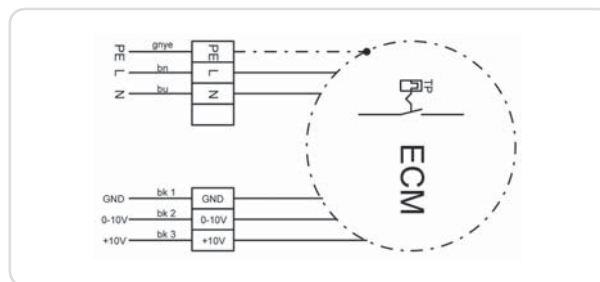 PE gnye PE
L bn L
N bu N
TP
ECM
GND bk 1 GND
0-10V bk 2 0-10V
+10V bk 3 +10V